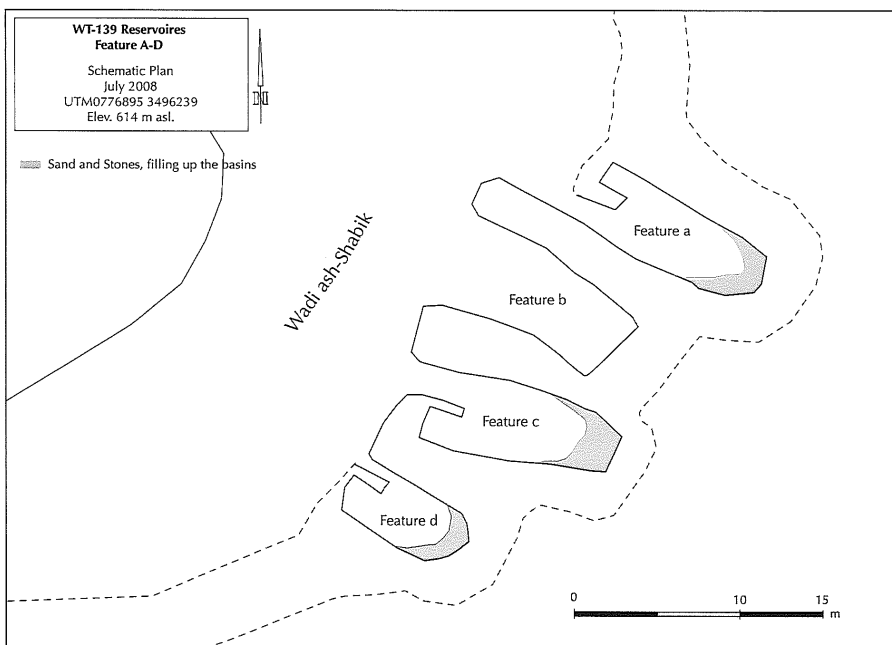 WT-139 Reservoires
Feature A-D
Schematic Plan
July 2008
UTM0776895 3496239
Elev. 614 m asl.
N
Sand and Stones, filling up the basins
Wadi ash-Shabik
Feature a
Feature b
Feature c
Feature d
0 10 15
m